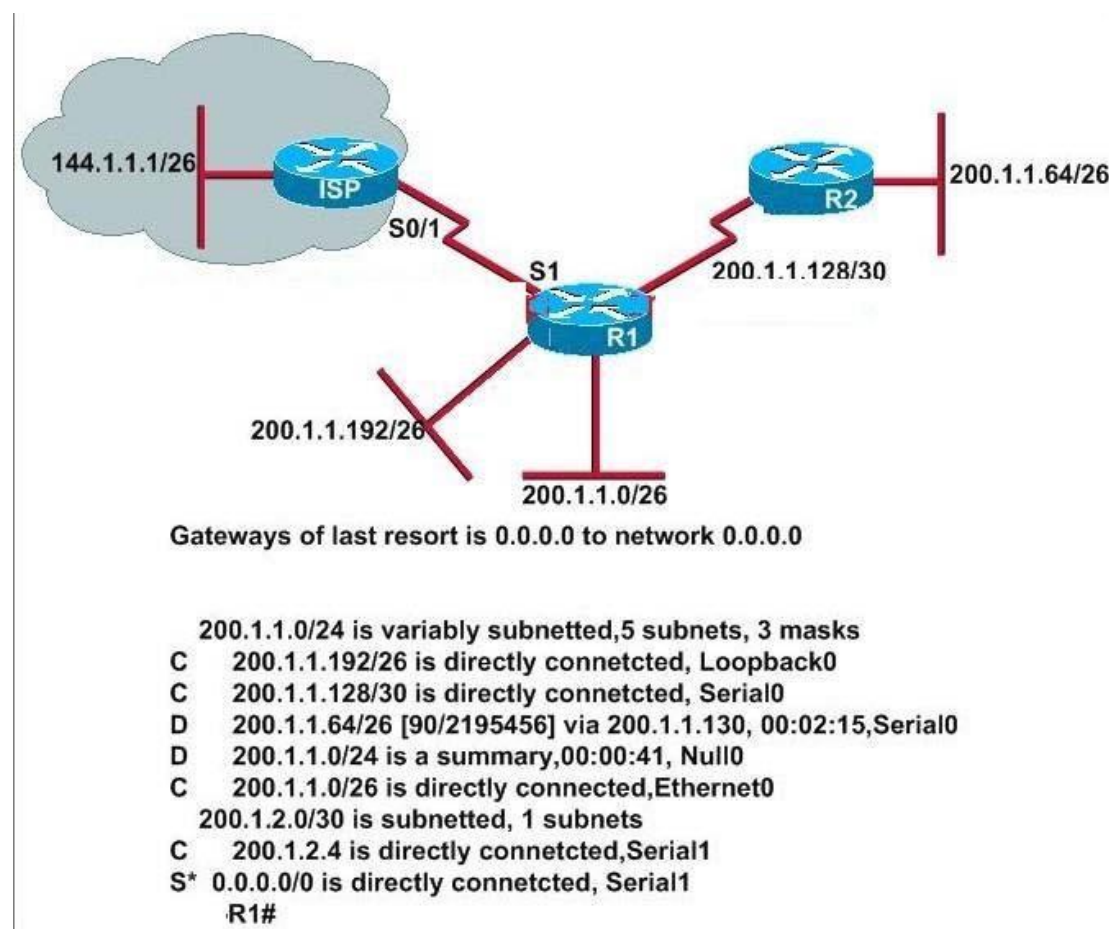 144.1.1.1/26
ISP
S0/1
S1
R1
R2
200.1.1.64/26
200.1.1.128/30
200.1.1.192/26
200.1.1.0/26
Gateways of last resort is 0.0.0.0 to network 0.0.0.0
200.1.1.0/24 is variably subnetted,5 subnets, 3 masks
C 200.1.1.192/26 is directly connetcted, Loopback0
C 200.1.1.128/30 is directly connetcted, Serial0
D 200.1.1.64/26 [90/2195456] via 200.1.1.130, 00:02:15,Serial0
D 200.1.1.0/24 is a summary,00:00:41, Null0
C 200.1.1.0/26 is directly connected,Ethernet0
200.1.2.0/30 is subnetted, 1 subnets
C 200.1.2.4 is directly connetcted,Serial1
S* 0.0.0.0/0 is directly connetcted, Serial1
R1#